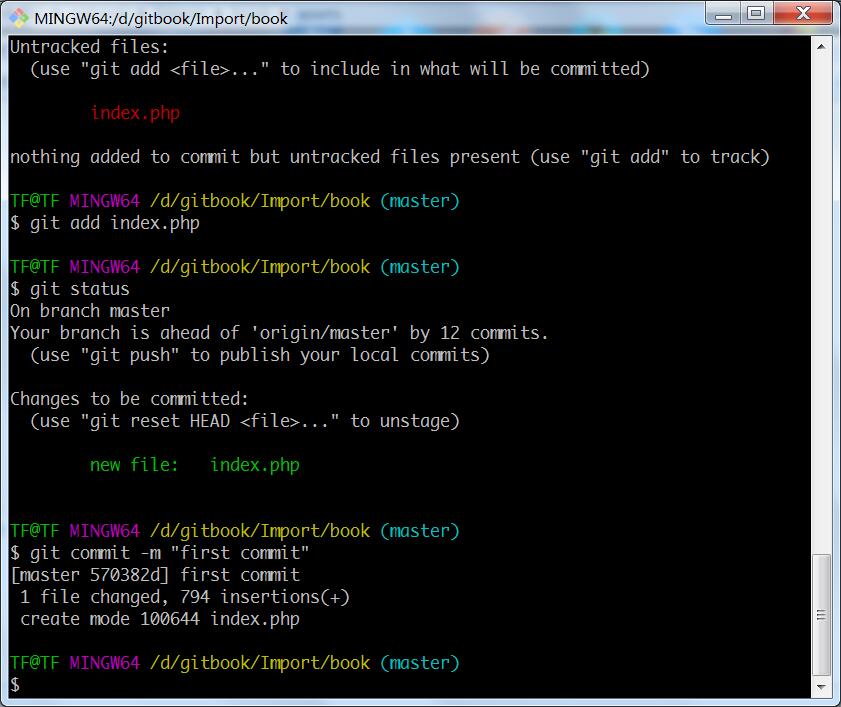 MINGW64:/d/gitbook/Import/book
Untracked files:
  (use "git add <file>..." to include in what will be committed)
        index.php
nothing added to commit but untracked files present (use "git add" to track)
TF@TF MINGW64 /d/gitbook/Import/book (master)
$ git add index.php
TF@TF MINGW64 /d/gitbook/Import/book (master)
$ git status
On branch master
Your branch is ahead of 'origin/master' by 12 commits.
  (use "git push" to publish your local commits)
Changes to be committed:
  (use "git reset HEAD <file>..." to unstage)
        new file:   index.php
TF@TF MINGW64 /d/gitbook/Import/book (master)
$ git commit -m "first commit"
[master 570382d] first commit
 1 file changed, 794 insertions(+)
 create mode 100644 index.php
TF@TF MINGW64 /d/gitbook/Import/book (master)
$